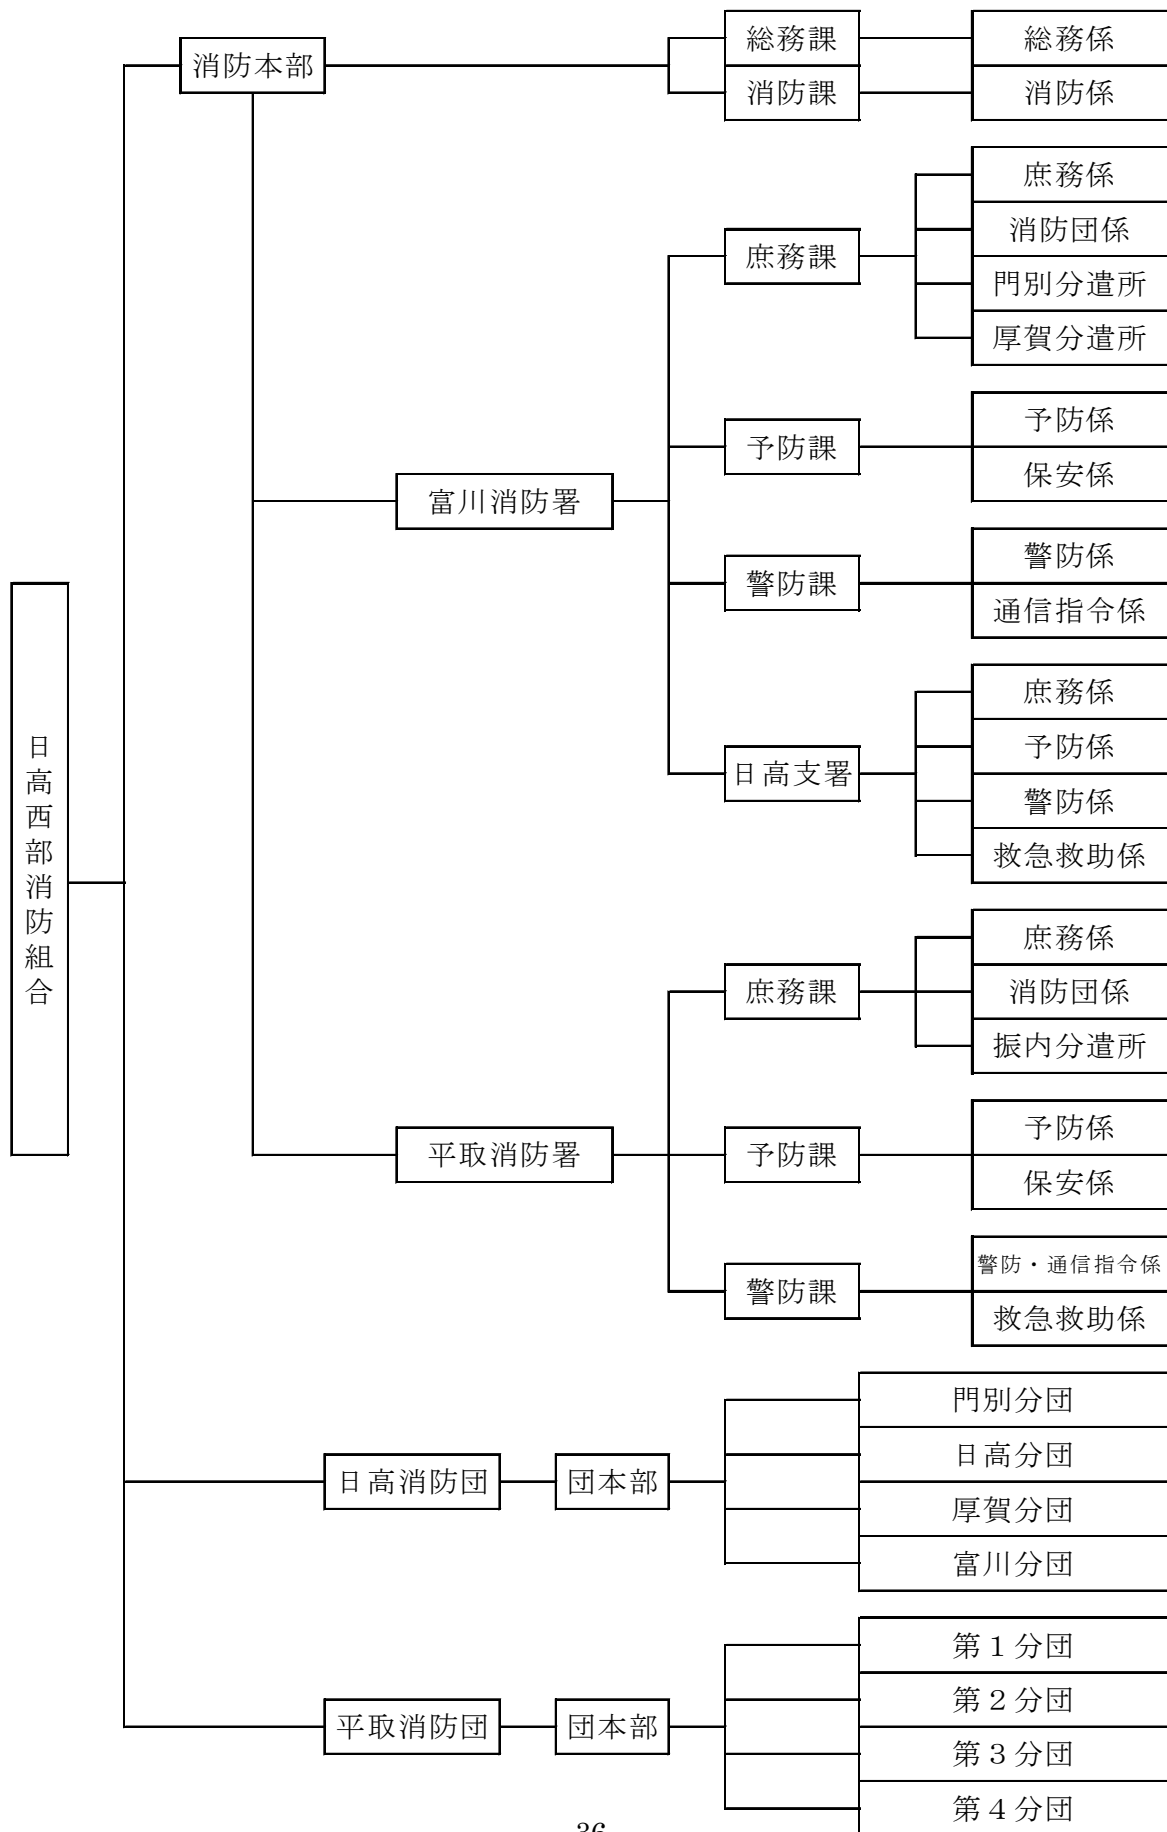 日高西部消防組合
消防本部
総務課
総務係
消防課
消防係
富川消防署
庶務課
庶務係
消防団係
門別分遣所
厚賀分遣所
予防課
予防係
保安係
警防課
警防係
通信指令係
日高支署
庶務係
予防係
警防係
救急救助係
平取消防署
庶務課
庶務係
消防団係
振内分遣所
予防課
予防係
保安係
警防課
警防・通信指令係
救急救助係
日高消防団
団本部
門別分団
日高分団
厚賀分団
富川分団
平取消防団
団本部
第1分団
第2分団
第3分団
第4分団
36